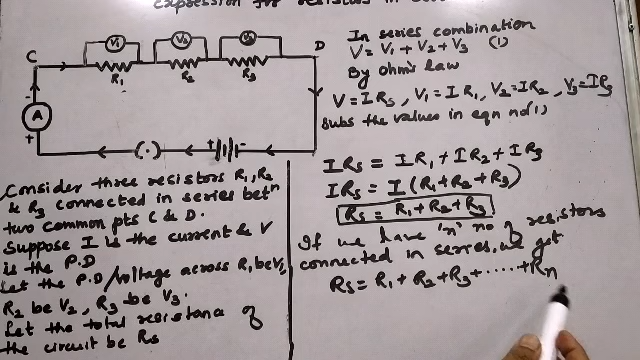 expression for resistors in
C
V1
V2
V3
D
R1
R2
R3
-
A
+
(.)
+
-
Consider three resistors R1, R2
& R3 connected in series betn
two common pts C & D.
Suppose I is the current & V
is the P.D
Let the P.D/voltage across R1 be V1,
R2 be V2, R3 be V3.
Let the total resistance of
the circuit be Rs
In series combination
V = V1 + V2 + V3 (1)
By ohm's law
V = IRs, V1 = IR1, V2 = IR2, V3 = IR3
Subs the values in eqn no(1)
IRs = IR1 + IR2 + IR3
IRs = I(R1+R2+R3)
Rs = R1+R2+R3
If we have 'n' no of resistors
connected in series, we get
Rs = R1 + R2 + R3 + ..... + Rn